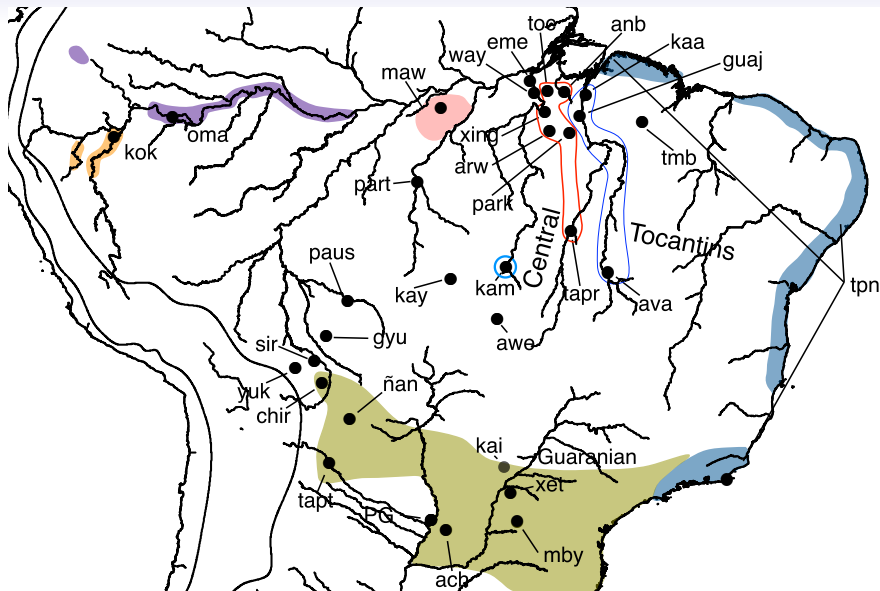 toc
anb
eme
kaa
way
guaj
maw
xing
oma
kok
tmb
arw
part
park
Central
Tocantins
paus
kay
kam
tapr
ava
tpn
gyu
awe
sir
yuk
chir
ñan
kai
Guaranian
xet
tapt
PG
mby
ach